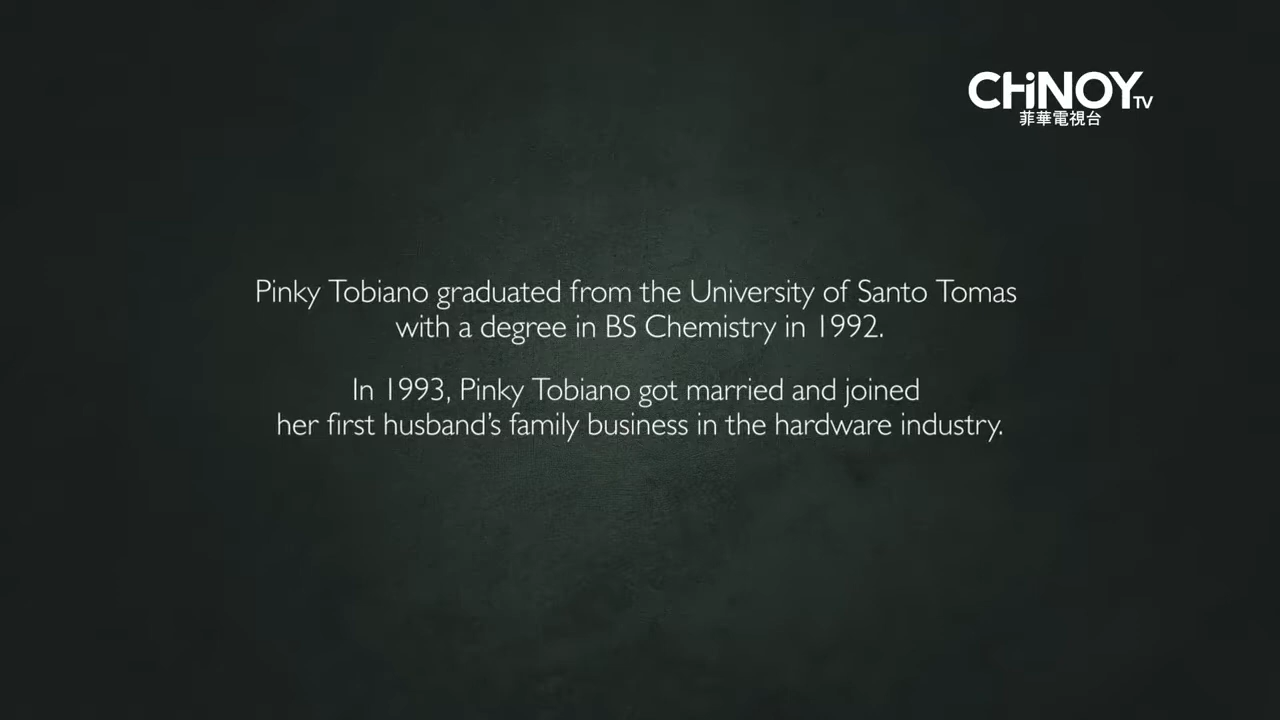 CHiNOY TV
菲華電視台
Pinky Tobiano graduated from the University of Santo Tomas
with a degree in BS Chemistry in 1992.
In 1993, Pinky Tobiano got married and joined
her first husband’s family business in the hardware industry.